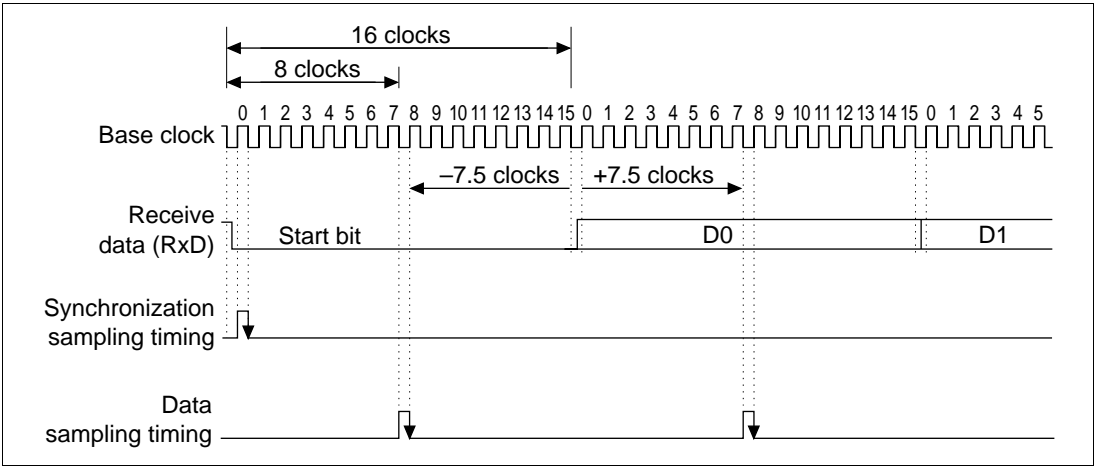 16 clocks
8 clocks
0 1 2 3 4 5 6 7 8 9 10 11 12 13 14 15 0 1 2 3 4 5 6 7 8 9 10 11 12 13 14 15 0 1 2 3 4 5
Base clock
–7.5 clocks +7.5 clocks
Receive
data (RxD)
Start bit D0 D1
Synchronization
sampling timing
Data
sampling timing